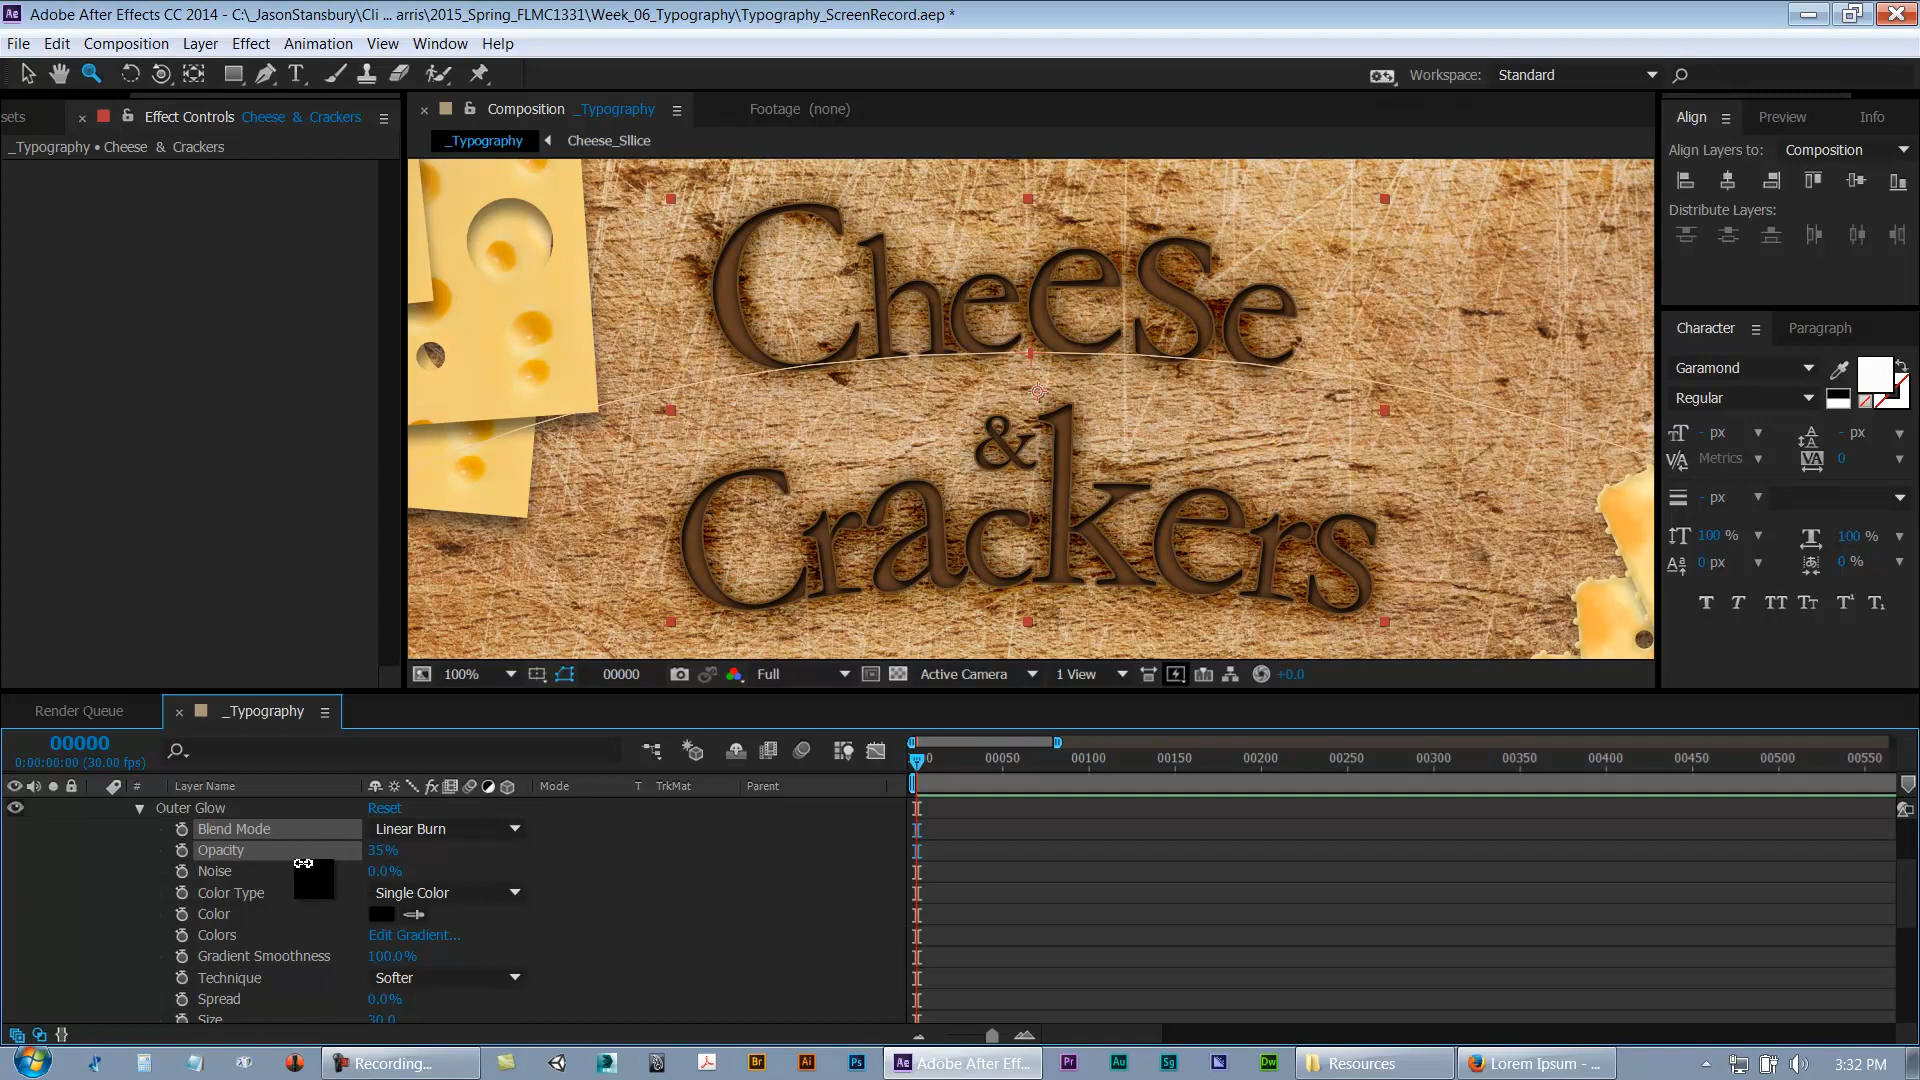 Adobe After Effects CC 2014 - C:\_JasonStansbury\Cli ... arris\2015_Spring_FLMC1331\Week_06_Typography\Typography_ScreenRecord.aep *
File Edit Composition Layer Effect Animation View Window Help
Workspace: Standard
sets
Effect Controls Cheese & Crackers
Composition _Typography
Footage (none)
Align Preview Info
_Typography • Cheese & Crackers
_Typography Cheese_Sllice
Align Layers to: Composition
Distribute Layers:
Cheese
&
Crackers
Character Paragraph
Garamond
Regular
- px - px
Metrics 0
- px
100 % 100 %
0 px 0 %
100% 00000 Full Active Camera 1 View +0.0
Render Queue _Typography
00000
0:00:00:00 (30.00 fps)
00050 00100 00150 00200 00250 00300 00350 00400 00450 00500 00550
# Layer Name Mode T TrkMat Parent
Outer Glow Reset
Blend Mode Linear Burn
Opacity 35%
Noise 0.0%
Color Type Single Color
Color
Colors Edit Gradient...
Gradient Smoothness 100.0%
Technique Softer
Spread 0.0%
Size 30.0
Recording... Adobe After Eff... Resources Lorem Ipsum - ... 3:32 PM